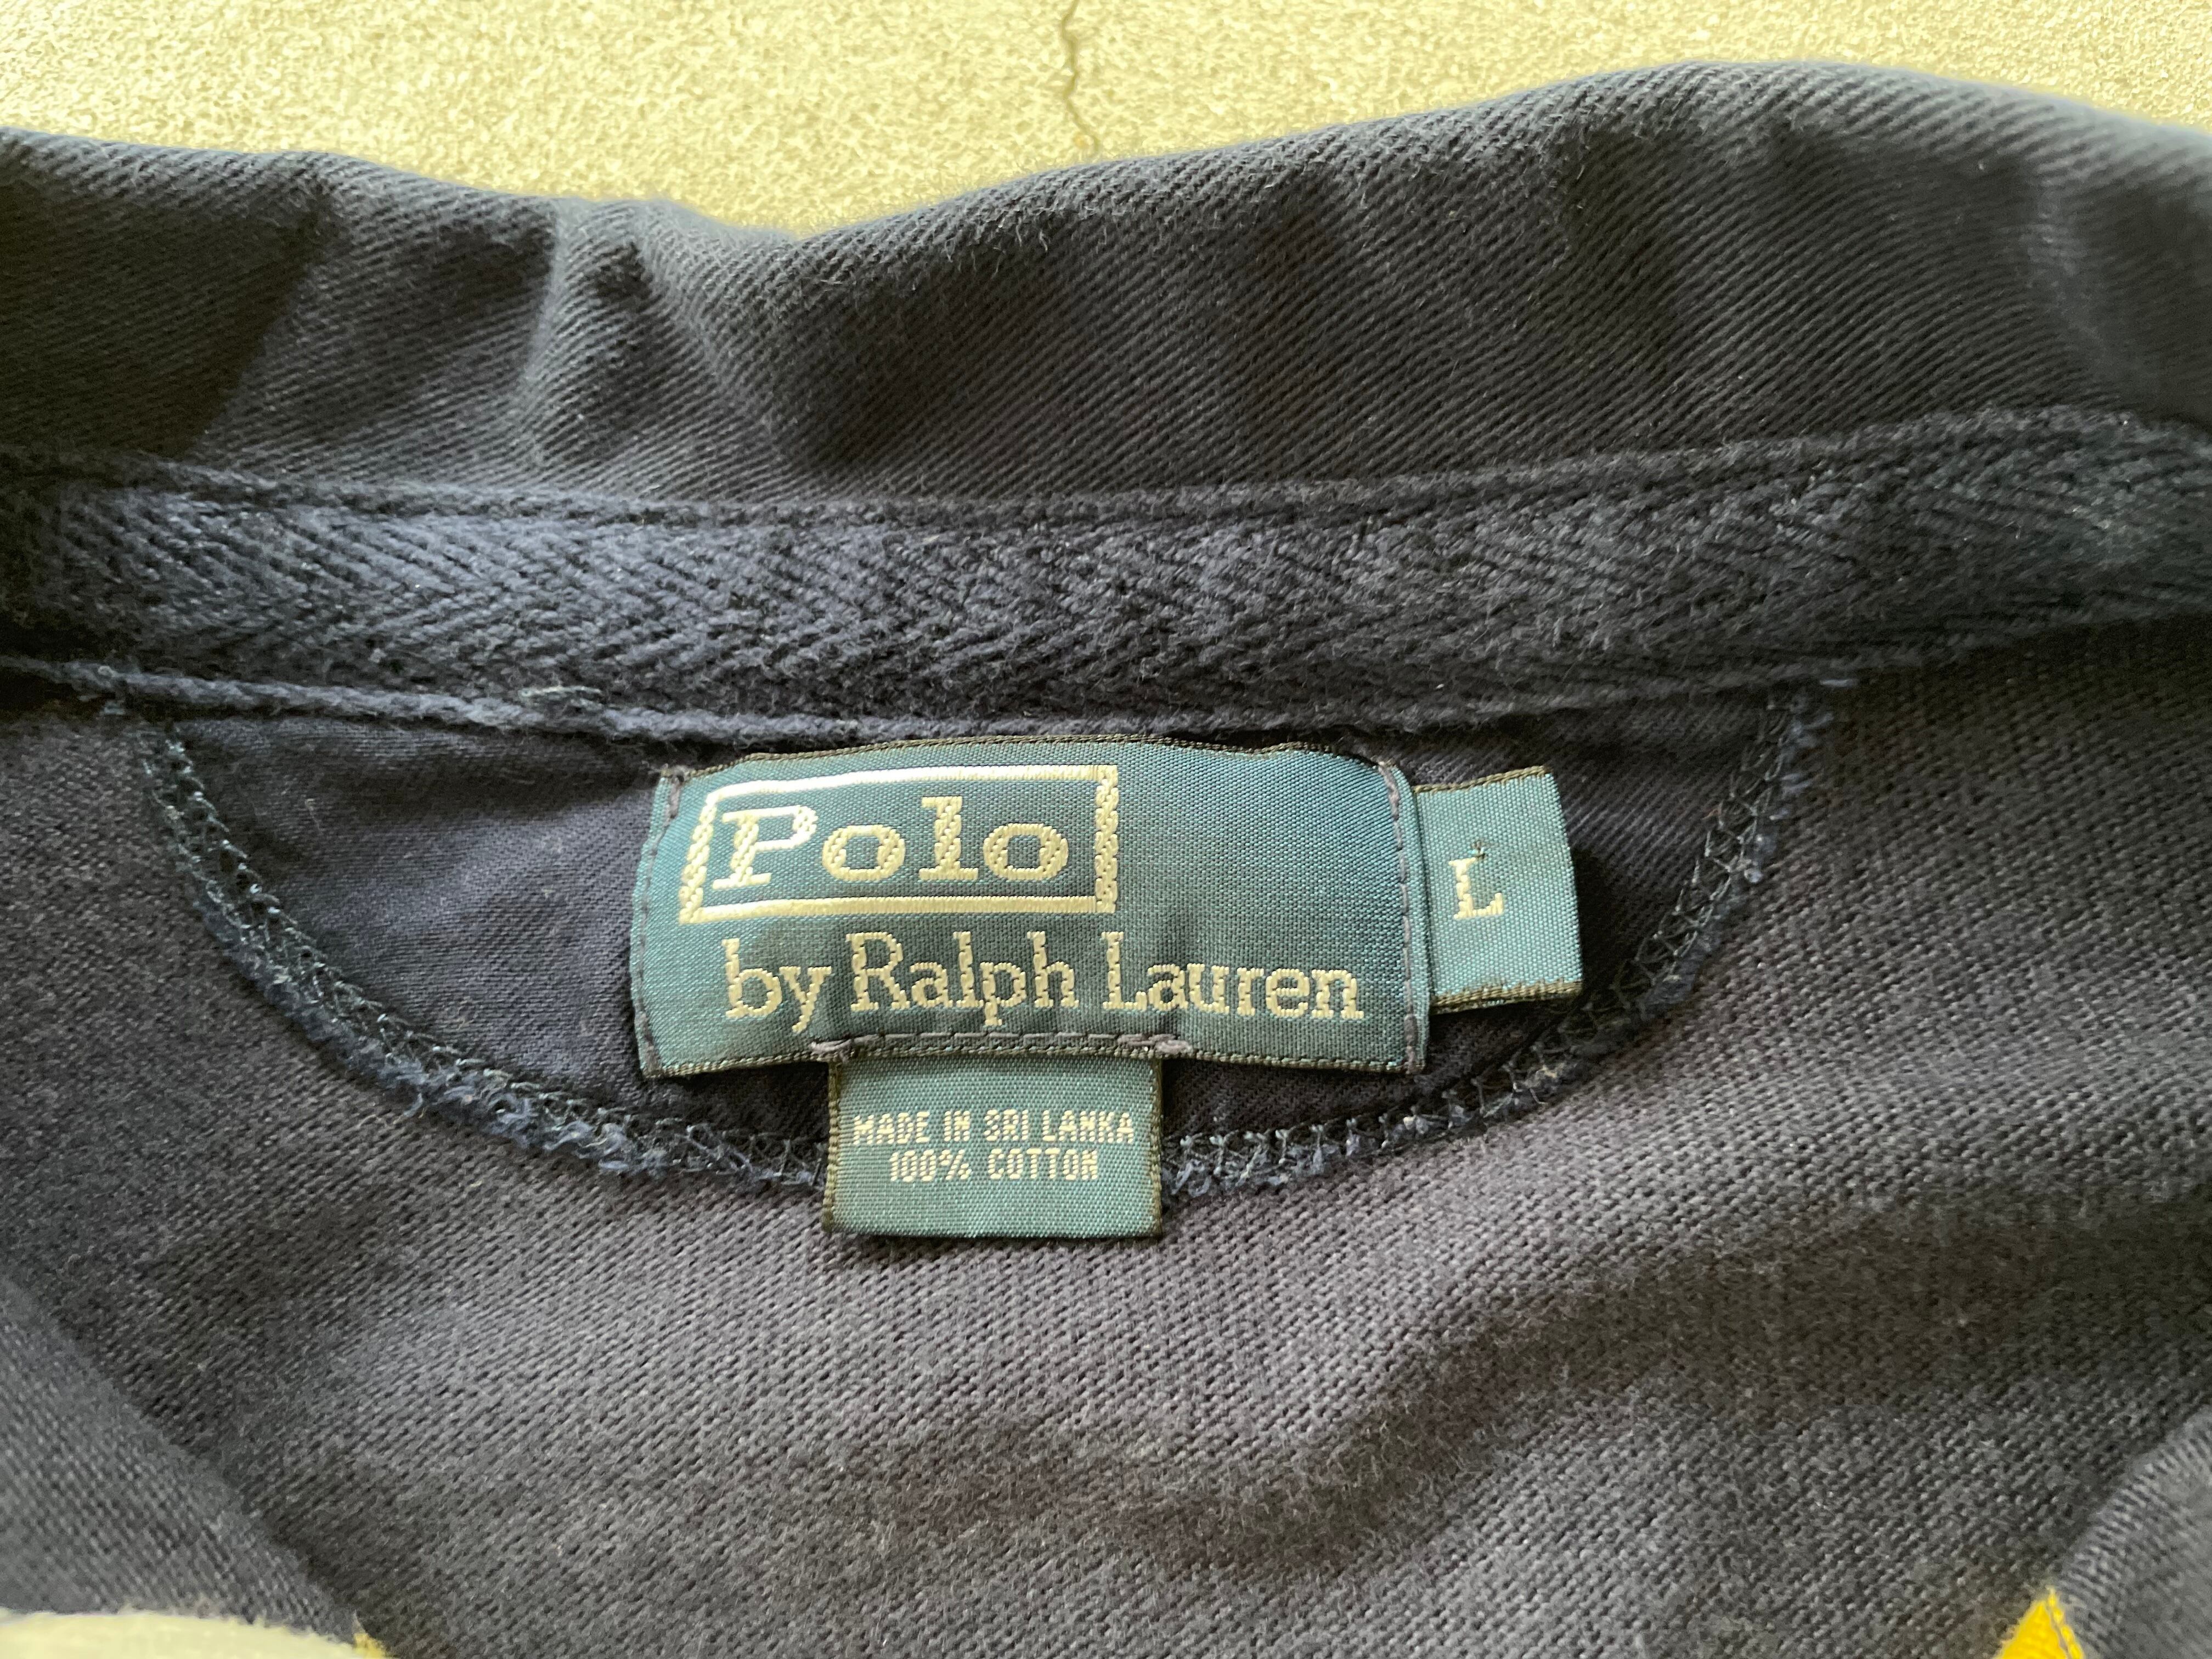 Polo
by Ralph Lauren
L
MADE IN SRI LANKA
100% COTTON